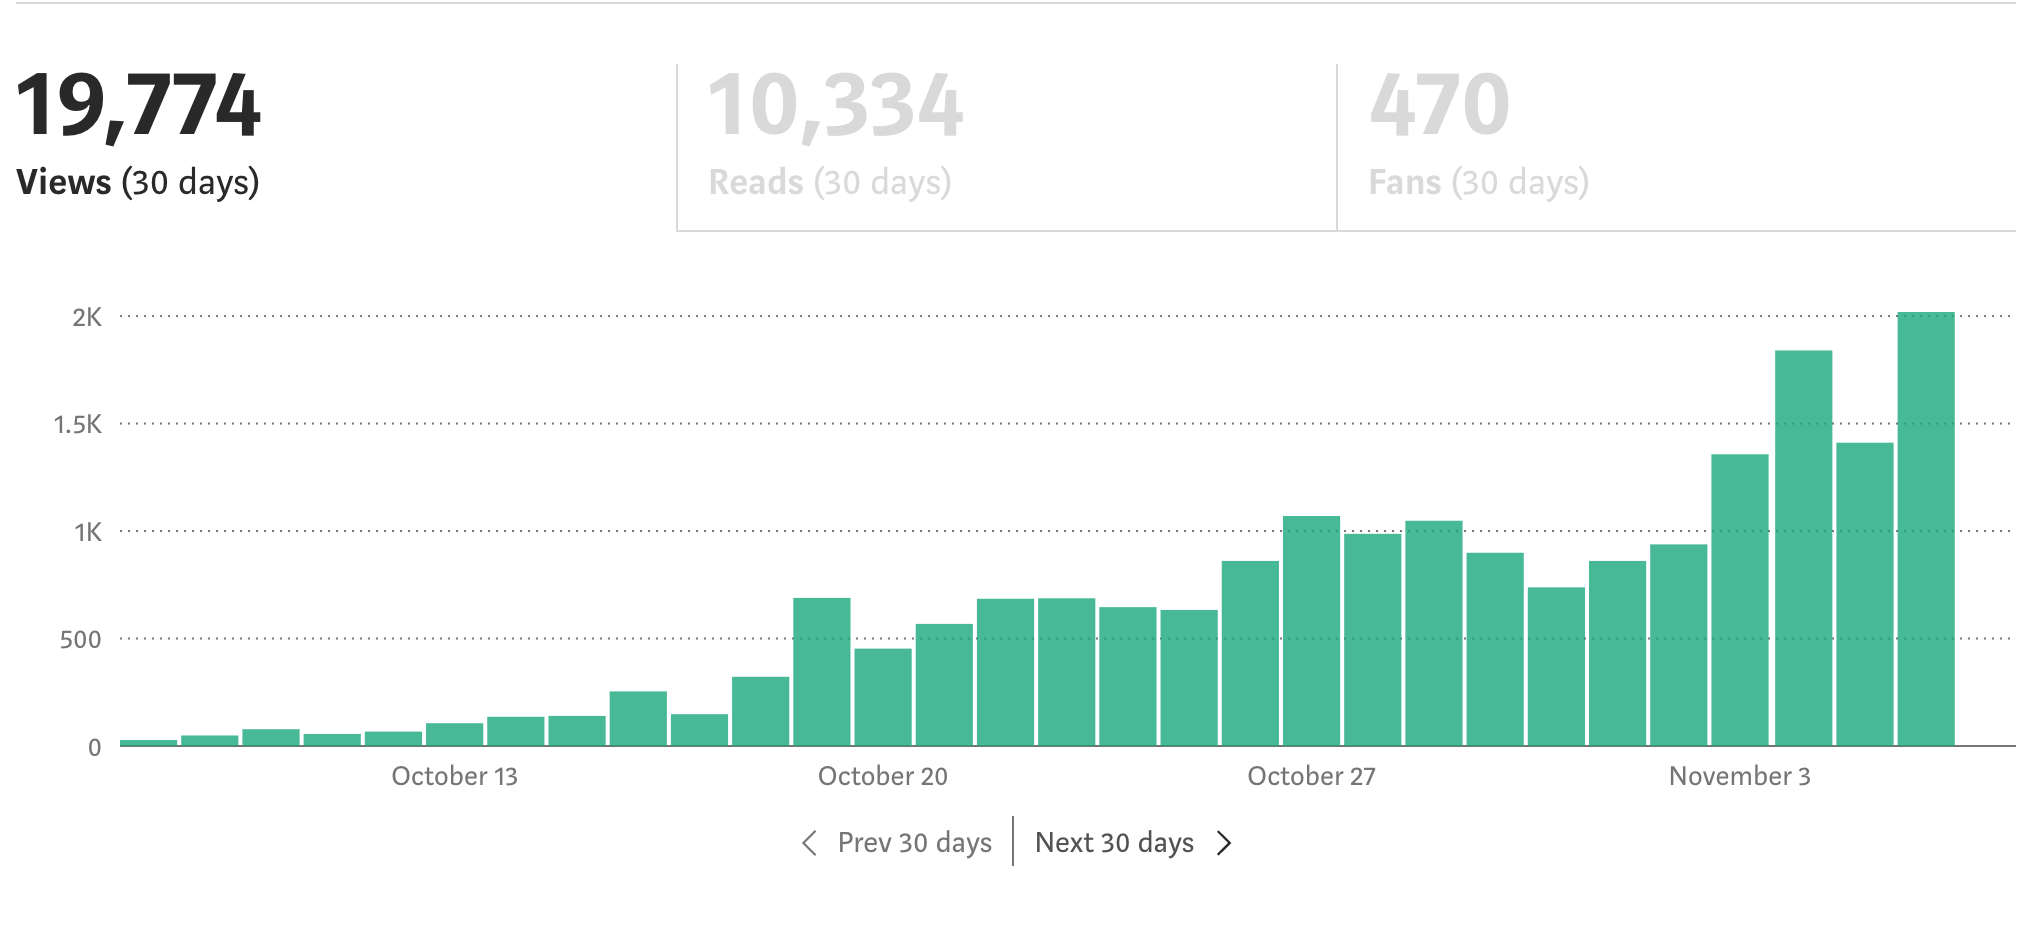 19,774
Views (30 days)
10,334
Reads (30 days)
470
Fans (30 days)
2K
1.5K
1K
500
0
October 13
October 20
October 27
November 3
Prev 30 days
Next 30 days